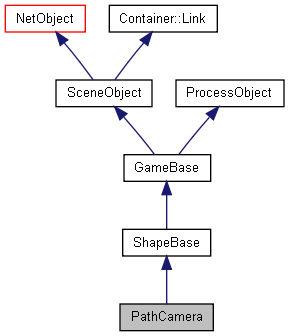 NetObject
Container::Link
SceneObject
ProcessObject
GameBase
ShapeBase
PathCamera